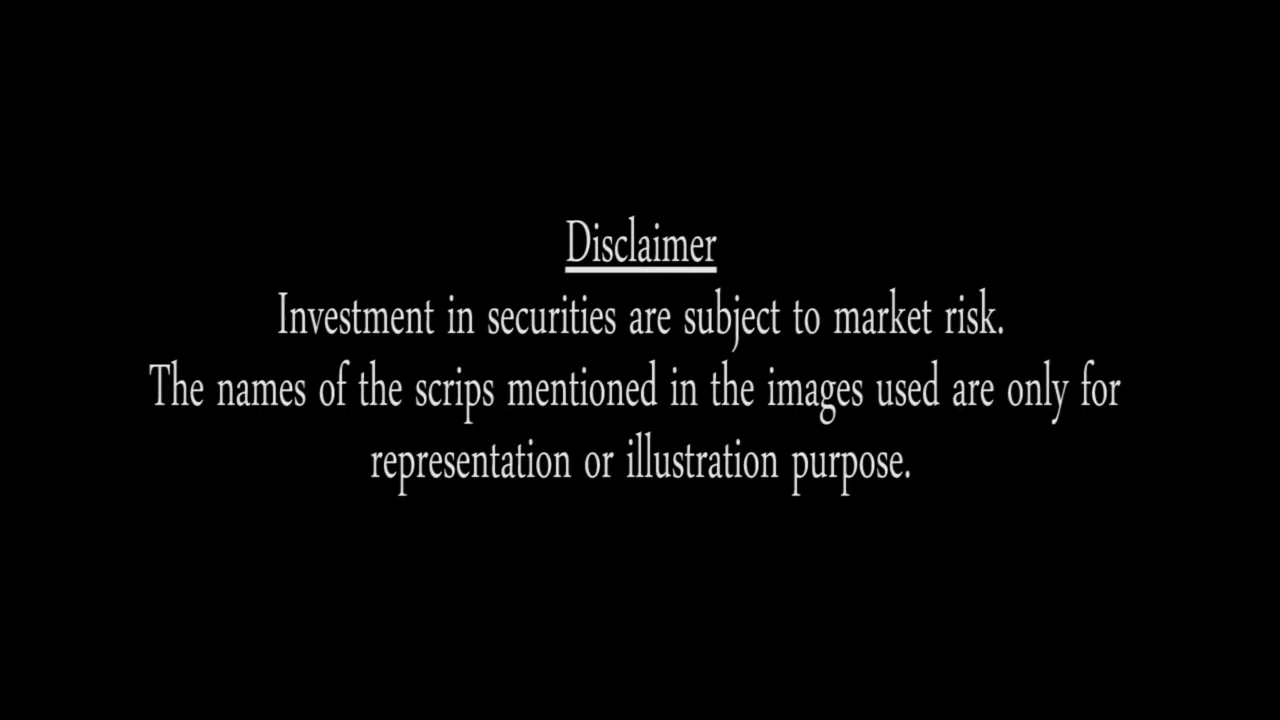 Disclaimer
Investment in securities are subject to market risk.
The names of the scrips mentioned in the images used are only for
representation or illustration purpose.